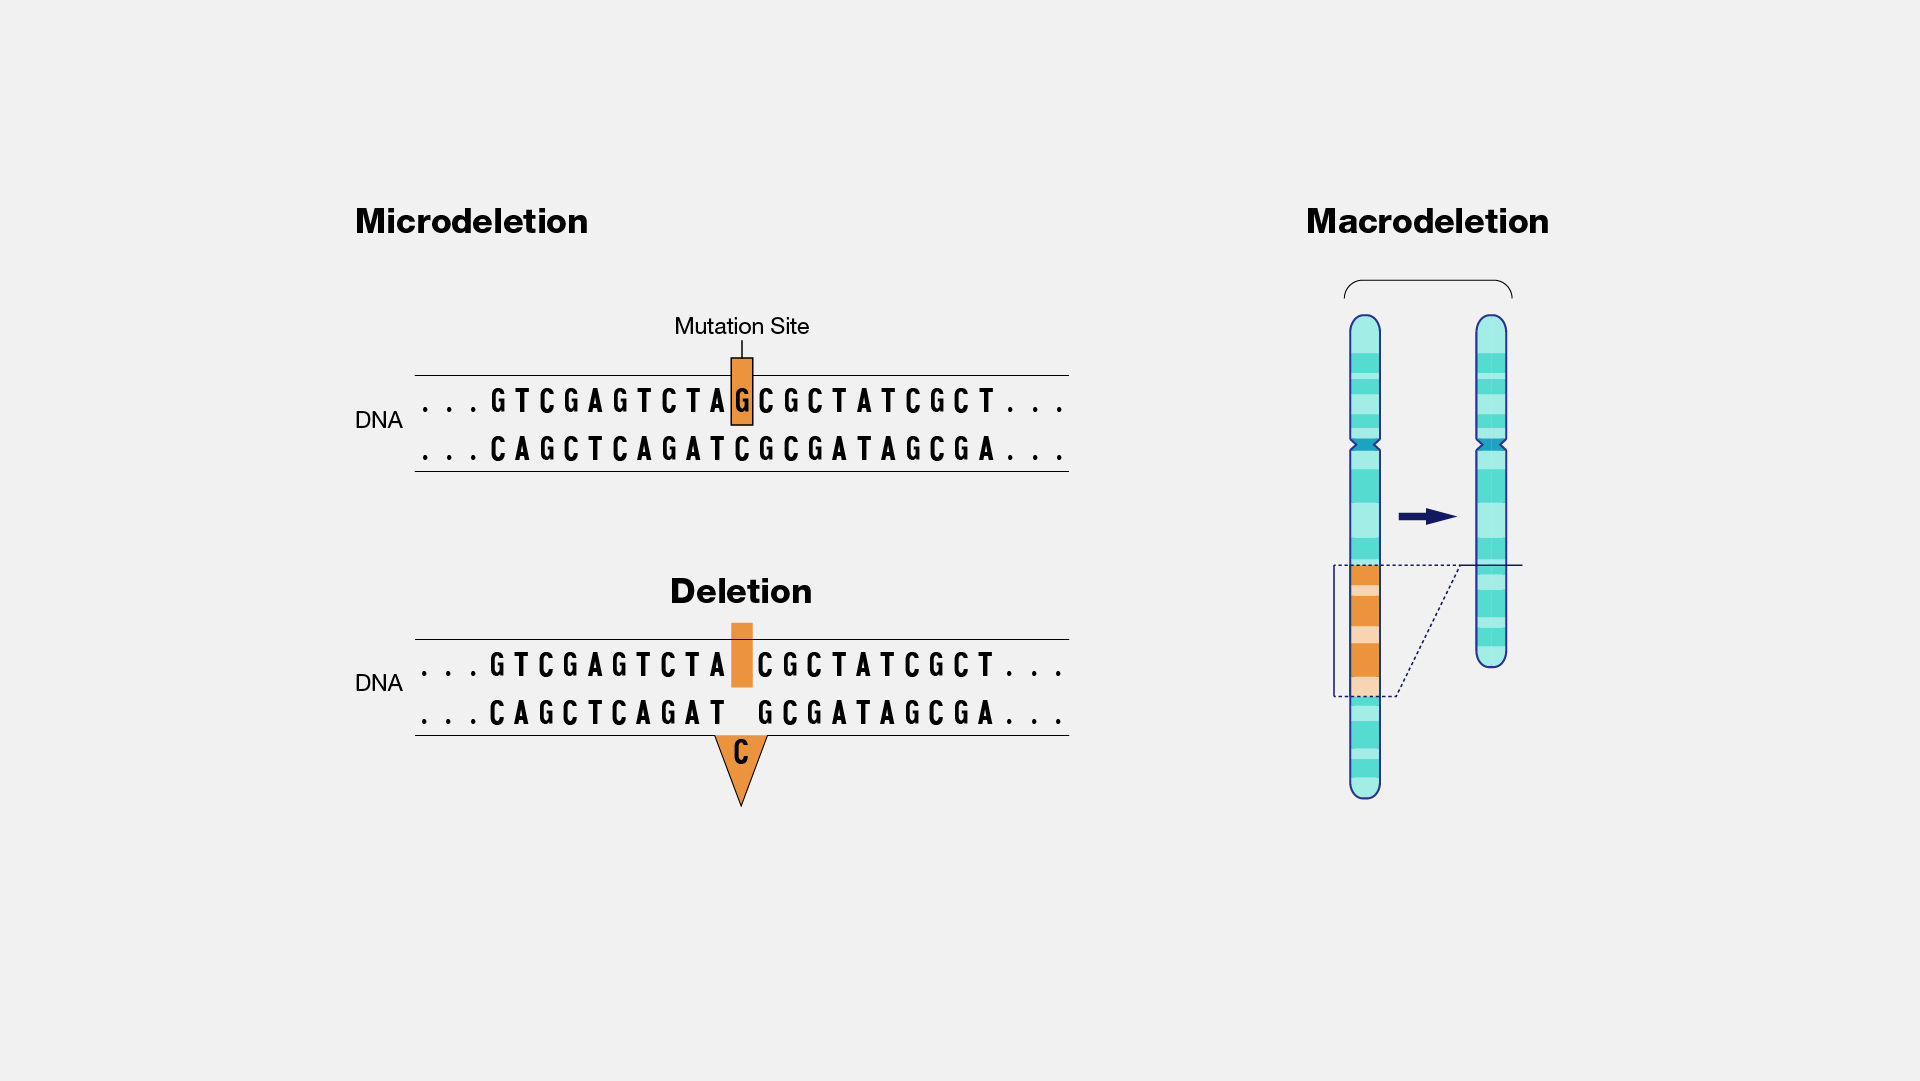 Microdeletion
Mutation Site
DNA
. . . G T C G A G T C T A G C G C T A T C G C T . . .
. . . C A G C T C A G A T C G C G A T A G C G A . . .
Deletion
DNA
. . . G T C G A G T C T A C G C T A T C G C T . . .
. . . C A G C T C A G A T G C G A T A G C G A . . .
C
Macrodeletion